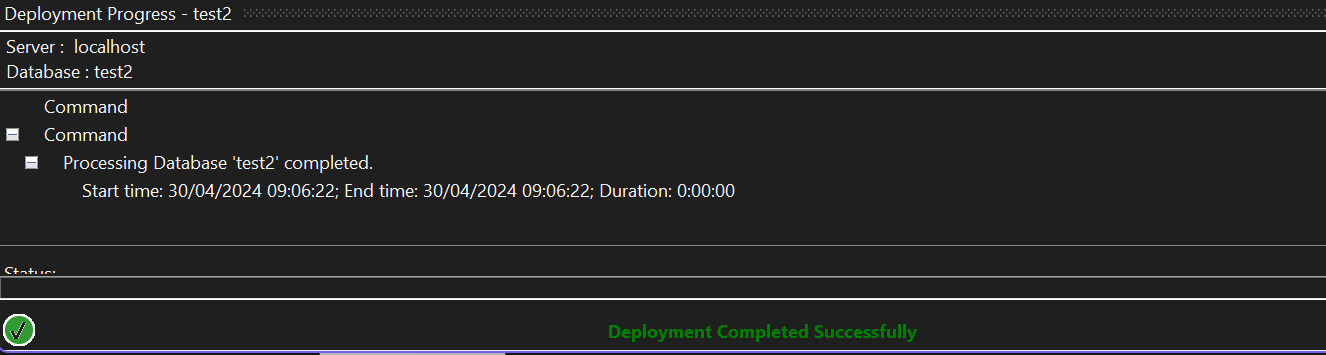 Deployment Progress - test2
Server : localhost
Database : test2
Command
Command
Processing Database 'test2' completed.
Start time: 30/04/2024 09:06:22; End time: 30/04/2024 09:06:22; Duration: 0:00:00
Status:
Deployment Completed Successfully